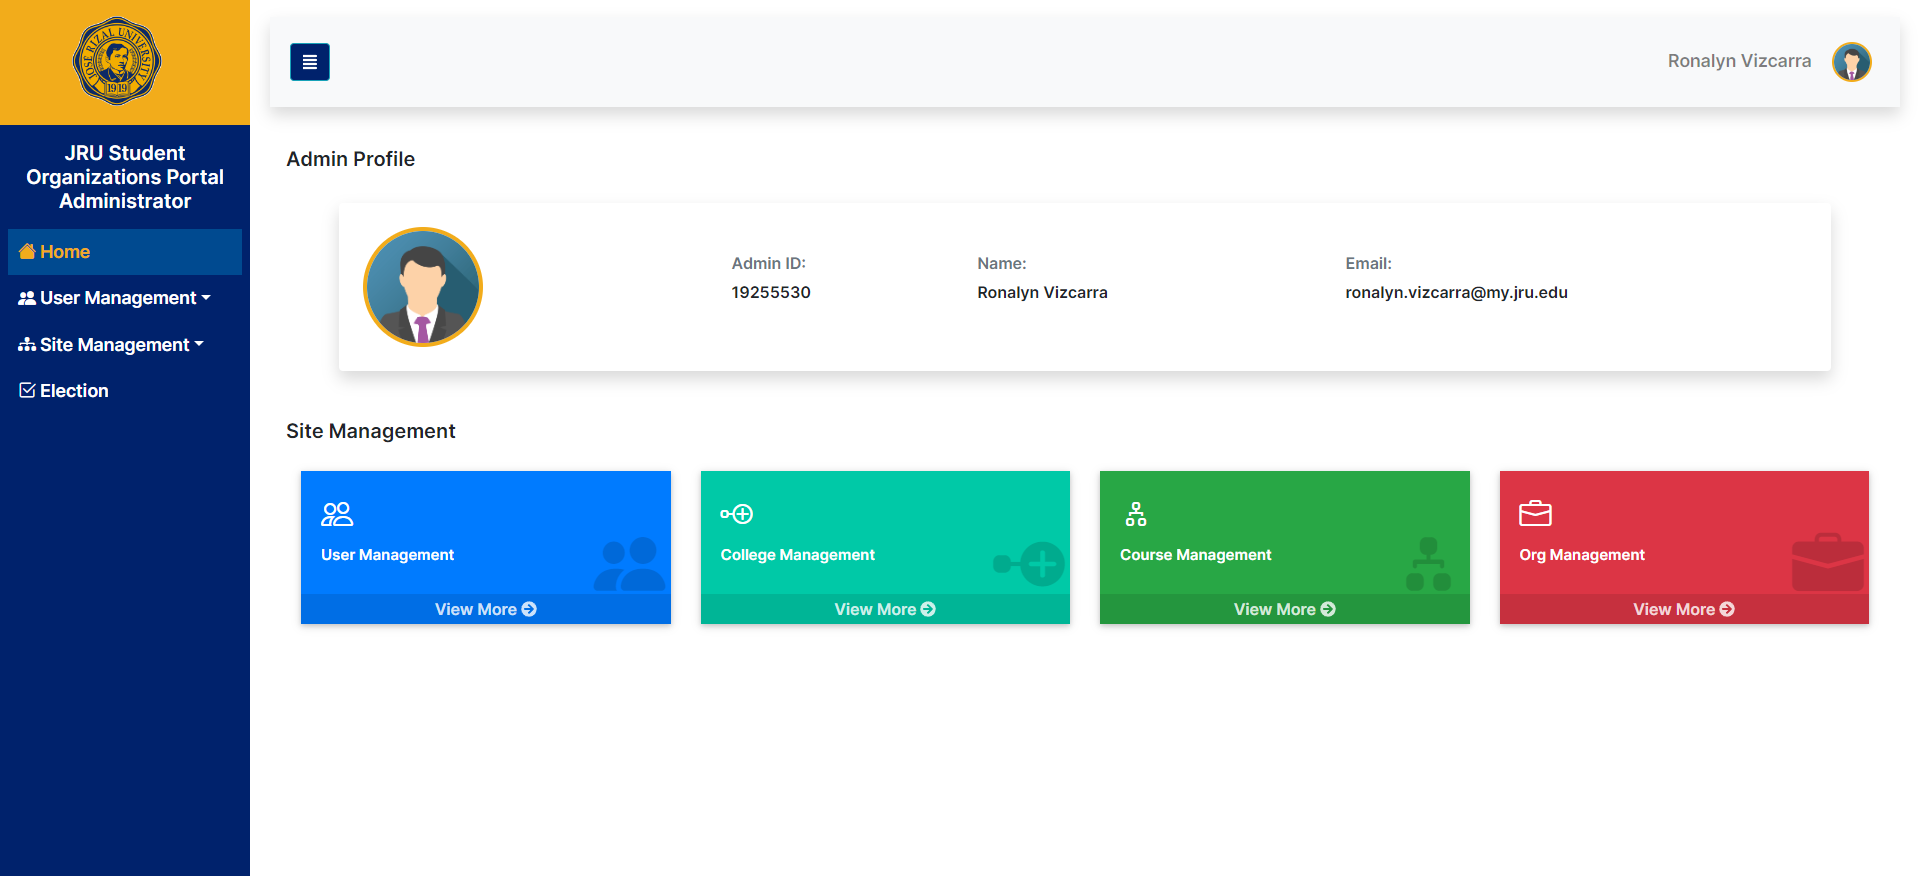 JOSE RIZAL UNIVERSITY
1919
JRU Student
Organizations Portal
Administrator
Home
User Management
Site Management
Election
Ronalyn Vizcarra
Admin Profile
Admin ID:
19255530
Name:
Ronalyn Vizcarra
Email:
ronalyn.vizcarra@my.jru.edu
Site Management
User Management
View More
College Management
View More
Course Management
View More
Org Management
View More